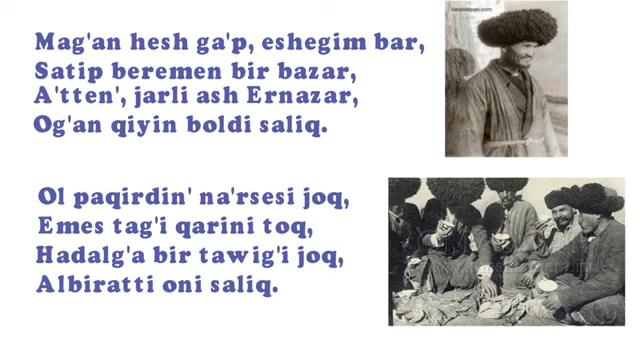 Mag'an hesh ga'p, eshegim bar,
Satip beremen bir bazar,
A'tten', jarli ash Ernazar,
Og'an qiyin boldi saliq.
Ol paqirdin' na'rsesi joq,
Emes tag'i qarini toq,
Hadalg'a bir tawig'i joq,
Albiratti oni saliq.